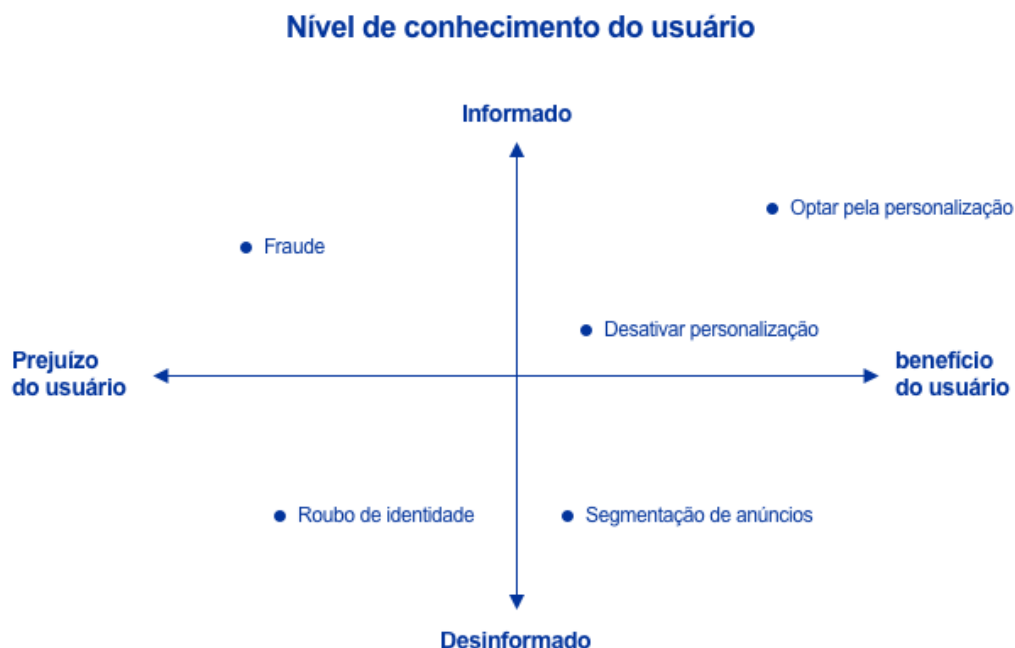 Nível de conhecimento do usuário
Informado
Optar pela personalização
Fraude
Desativar personalização
Prejuízo
do usuário
benefício
do usuário
Roubo de identidade
Segmentação de anúncios
Desinformado